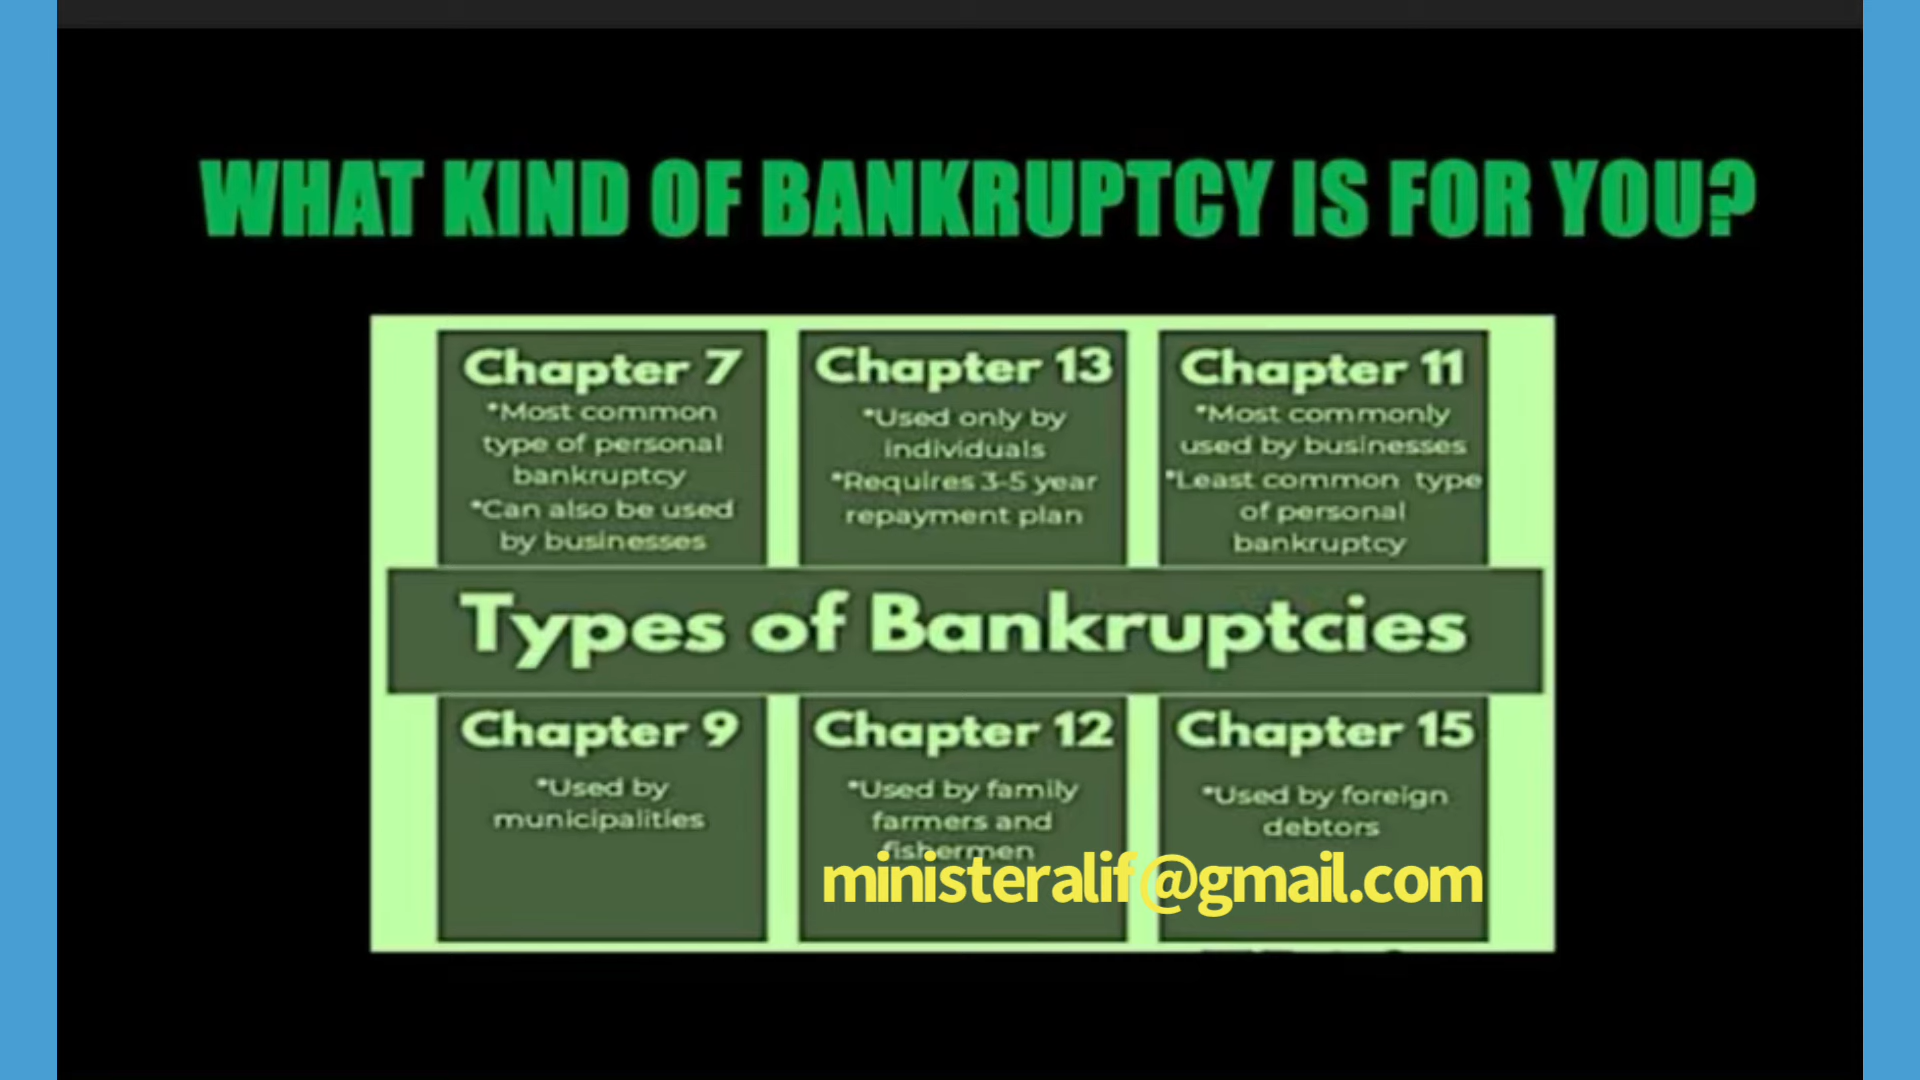 WHAT KIND OF BANKRUPTCY IS FOR YOU?
Chapter 7
*Most common
type of personal
bankruptcy
*Can also be used
by businesses
Chapter 13
*Used only by
individuals
*Requires 3-5 year
repayment plan
Chapter 11
*Most commonly
used by businesses
*Least common type
of personal
bankruptcy
Types of Bankruptcies
Chapter 9
*Used by
municipalities
Chapter 12
*Used by family
farmers and
fishermen
Chapter 15
*Used by foreign
debtors
ministeralif@gmail.com